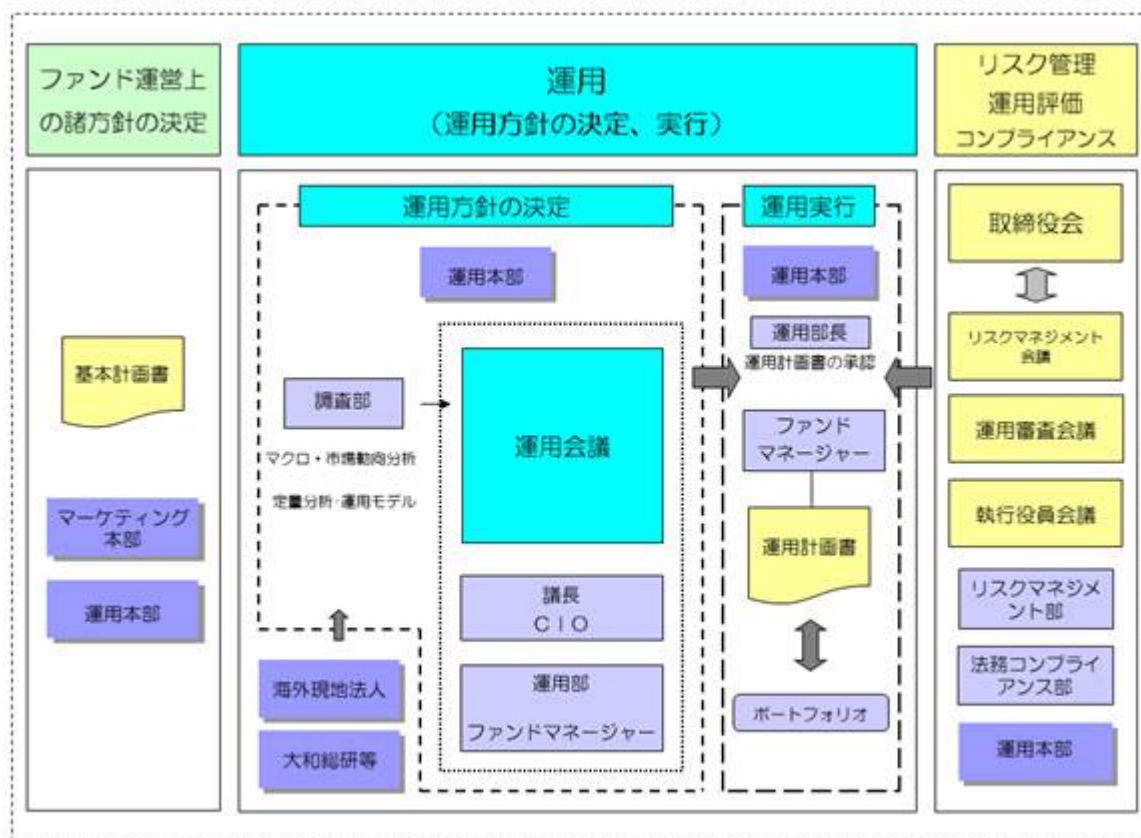 ファンド運営上
の諸方針の決定
運用
（運用方針の決定、実行）
リスク管理
運用評価
コンプライアンス
基本計画書
マーケティング
本部
運用本部
運用方針の決定
運用本部
調査部
マクロ・市場動向分析
定量分析・運用モデル
運用会議
議長
CIO
運用部
ファンドマネージャー
海外現地法人
大和総研等
運用実行
運用本部
運用部長
運用計画書の承認
ファンド
マネージャー
運用計画書
ポートフォリオ
取締役会
リスクマネジメント
会議
運用審査会議
執行役員会議
リスクマネジメ
ント部
法務コンプライ
アンス部
運用本部